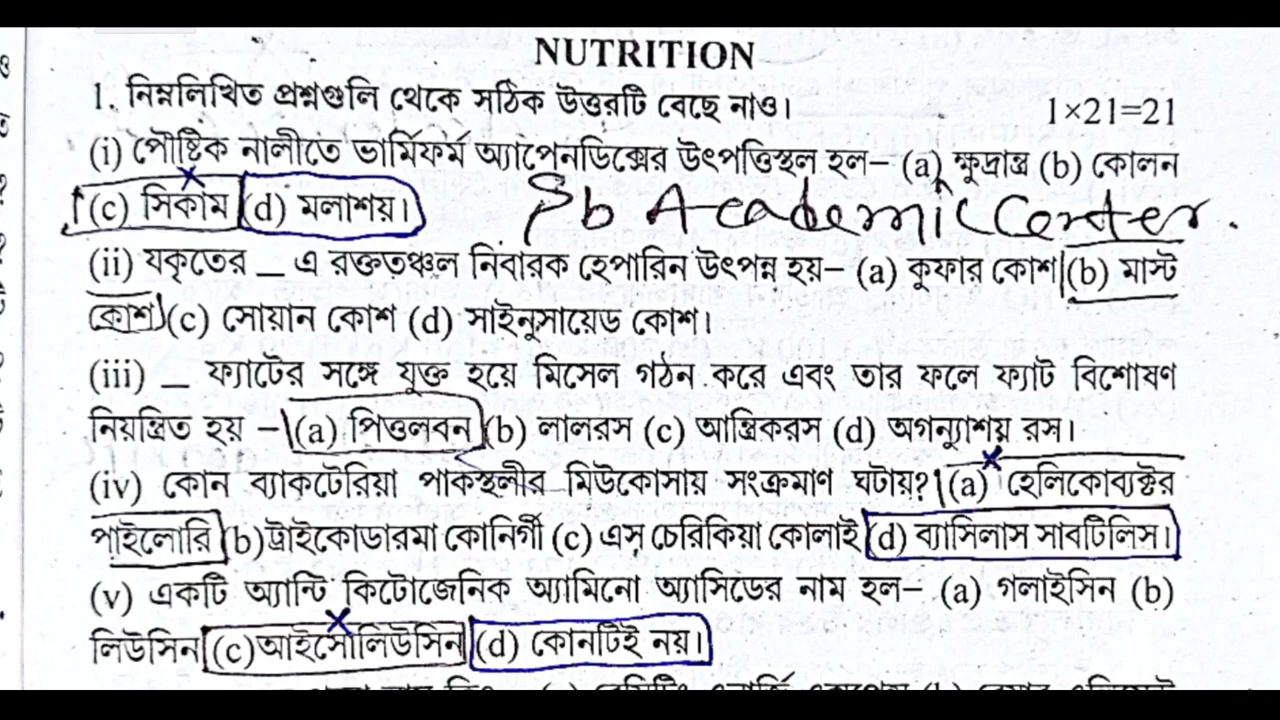 NUTRITION
1. নিম্নলিখিত প্রশ্নগুলি থেকে সঠিক উত্তরটি বেছে নাও। 1×21=21
(i) পৌষ্টিক নালীতে ভার্মিফর্ম অ্যাপেনডিক্সের উৎপত্তিস্থল হল– (a) ক্ষুদ্রান্ত্র (b) কোলন
(c) সিকাম (d) মলাশয়।
Sb Academic Center.
(ii) যকৃতের _ এ রক্ততঞ্চল নিবারক হেপারিন উৎপন্ন হয়– (a) কুফার কোশ (b) মাস্ট
কোশ (c) সোয়ান কোশ (d) সাইনুসায়েড কোশ।
(iii) _ ফ্যাটের সঙ্গে যুক্ত হয়ে মিসেল গঠন করে এবং তার ফলে ফ্যাট বিশোষণ
নিয়ন্ত্রিত হয় – (a) পিত্তলবন (b) লালরস (c) আন্ত্রিকরস (d) অগন্যুাশয় রস।
(iv) কোন ব্যাকটেরিয়া পাকস্থলীর মিউকোসায় সংক্রমাণ ঘটায়? (a) হেলিকোব্যক্টর
পাইলোরি (b) ট্রাইকোডারমা কোনির্গী (c) এস্ চেরিকিয়া কোলাই (d) ব্যাসিলাস সাবটিলিস।
(v) একটি অ্যান্টি কিটোজেনিক অ্যামিনো অ্যাসিডের নাম হল– (a) গলাইসিন (b)
লিউসিন (c) আইসোলিউসিন (d) কোনটিই নয়।